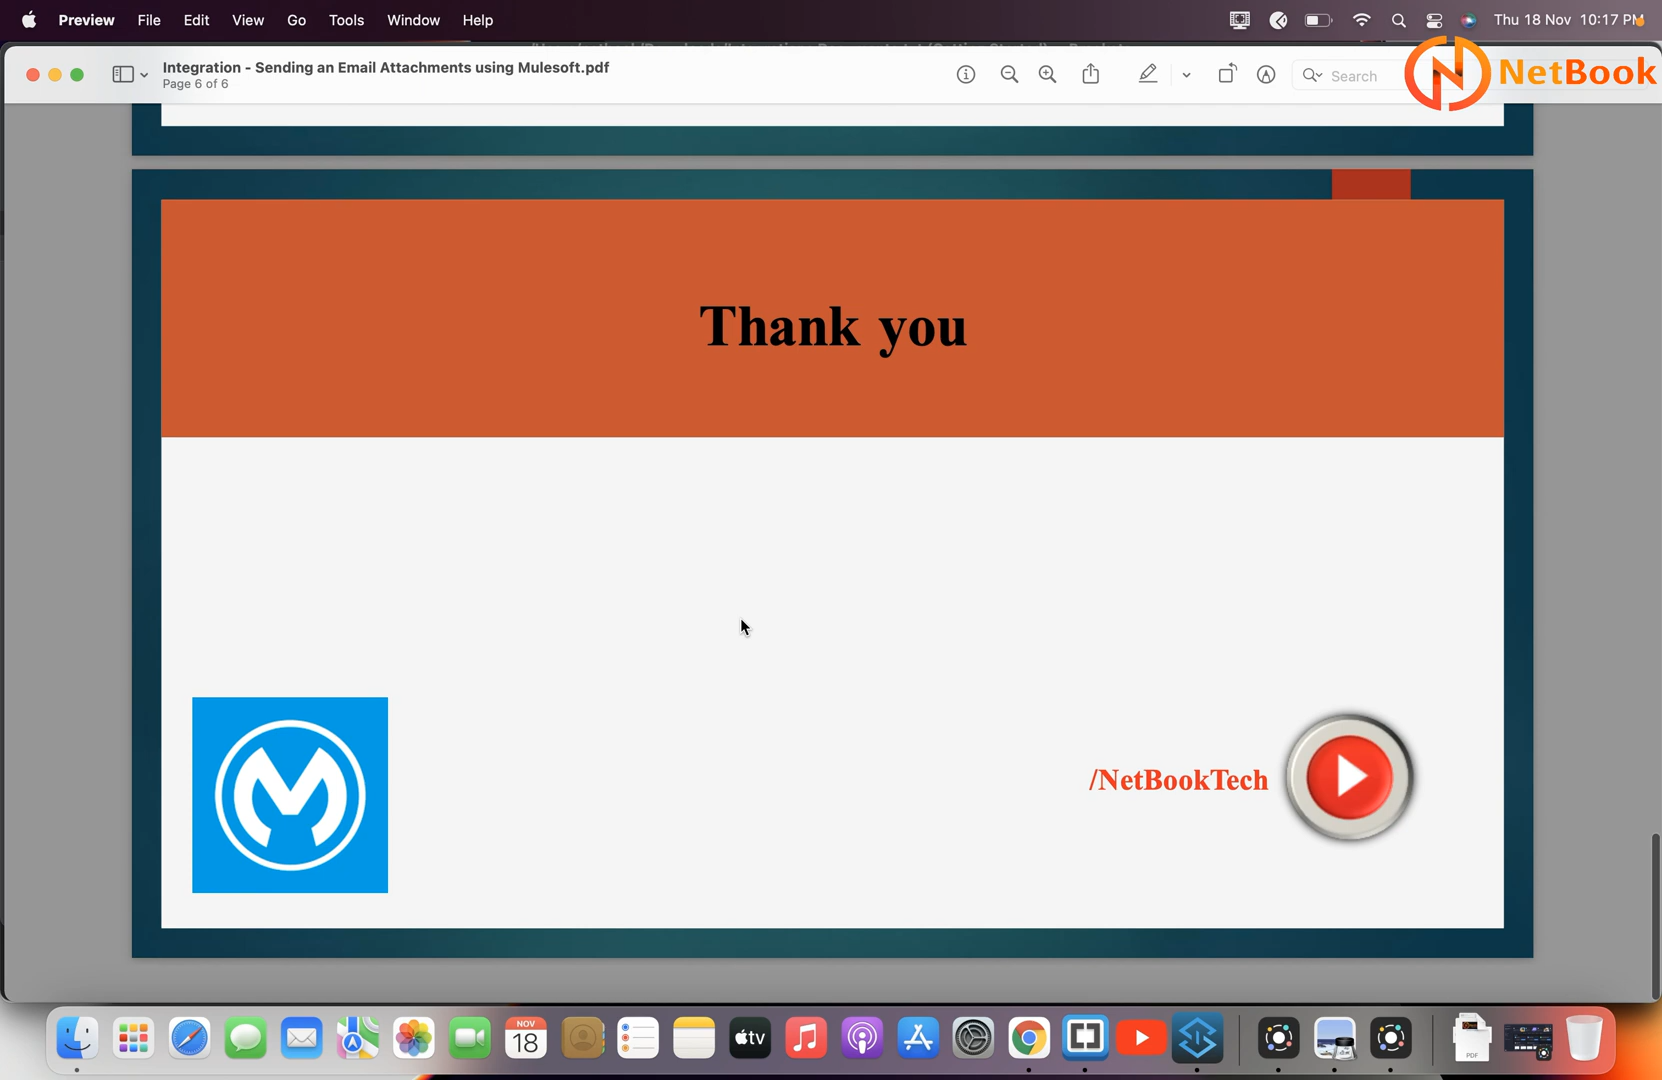 Preview File Edit View Go Tools Window Help Thu 18 Nov 10:17 PM
Integration - Sending an Email Attachments using Mulesoft.pdf
Page 6 of 6
Search
NetBook
Thank you
/NetBookTech
NOV
18
tv
PDF